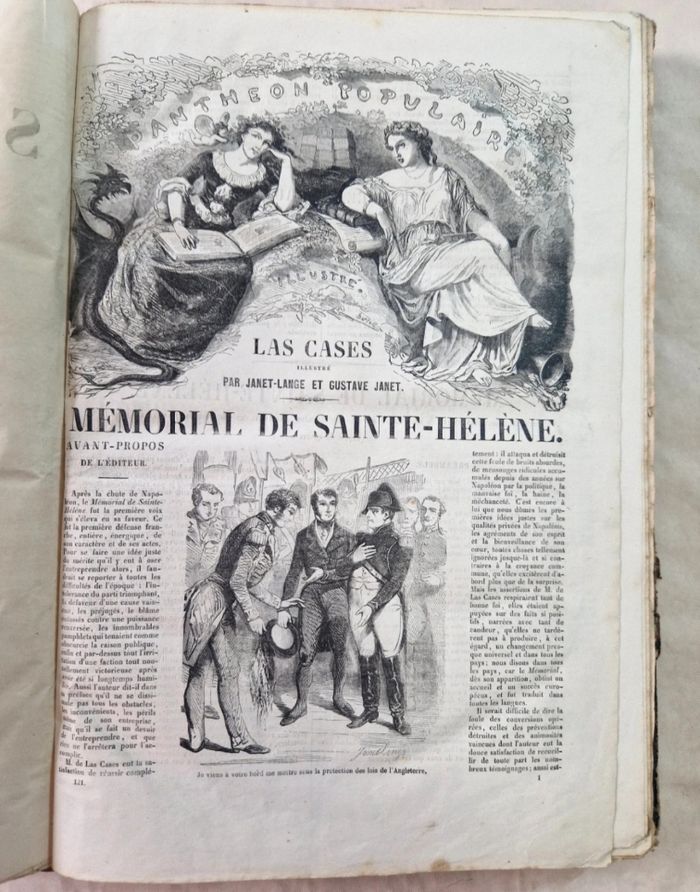 S
PANTHEON POPULAIRE
ILLUSTRÉ.
LAS CASES
ILLUSTRÉ
PAR JANET-LANGE ET GUSTAVE JANET.
MÉMORIAL DE SAINTE-HÉLÈNE.
AVANT-PROPOS
DE L'ÉDITEUR.
Après la chute de Napo-
léon, le Mémorial de Sainte-
Hélène fut la première voix
qui s'éleva en sa faveur. Ce
fut la première défense fran-
che, entière, énergique, de
son caractère et de ses actes.
Pour se faire une idée juste
du mérite qu'il y eut à oser
l'entreprendre alors, il fau-
drait se reporter à toutes les
difficultés de l'époque : l'in-
tolérance du parti triomphant,
la défaveur d'une cause vain-
cue, les préjugés, le blâme
contre une puissance
renversée, les innombrables
pamphlets qui tenaient comme
obscurcie la raison publique,
enfin et par-dessus tout l'irri-
tation d'une faction tout nou-
vellement victorieuse après
avoir été si longtemps humi-
liée. Aussi l'auteur dit-il dans
sa préface qu'il ne se dissi-
mule pas tous les obstacles,
les inconvénients, les périls
même de son entreprise,
mais qu'il se fait un devoir
de l'entreprendre, et que
rien ne l'arrêtera pour l'ac-
complir.
M. de Las Cases eut la sa-
tisfaction de réussir complé-
LII.
Janet Lange
Je viens à votre bord me mettre sous la protection des lois de l'Angleterre,
tement : il attaqua et détruisit
cette foule de bruits absurdes,
de mensonges ridicules accu-
mulés depuis des années sur
Napoléon par la politique, la
mauvaise foi, la haine, la
méchanceté. C'est encore à
lui que nous dûmes les pre-
mières idées justes sur les
qualités privées de Napoléon,
les agréments de son esprit
et la bienveillance de son
cœur, toutes choses tellement
ignorées jusque-là et si con-
traires à la croyance com-
mune, qu'elles excitèrent d'a-
bord plus que de la surprise.
Mais les assertions de M. de
Las Cases respiraient tant de
bonne foi, elles étaient ap-
puyées sur des faits si posi-
tifs, narrées avec tant de
candeur, qu'elles ne tardè-
rent pas à produire, à cet
égard, un changement pres-
que universel et dans tous les
pays; nous disons dans tous
les pays, car le Mémorial,
dès son apparition, obtint un
accueil et un succès euro-
péens, et fut traduit dans
toutes les langues.
Il serait difficile de dire la
foule des conversions opé-
rées, celles des préventions
détruites et des animosités
vaincues dont l'auteur eut la
douce satisfaction de recueil-
lir de toute part les nom-
breux témoignages; aussi est-
1